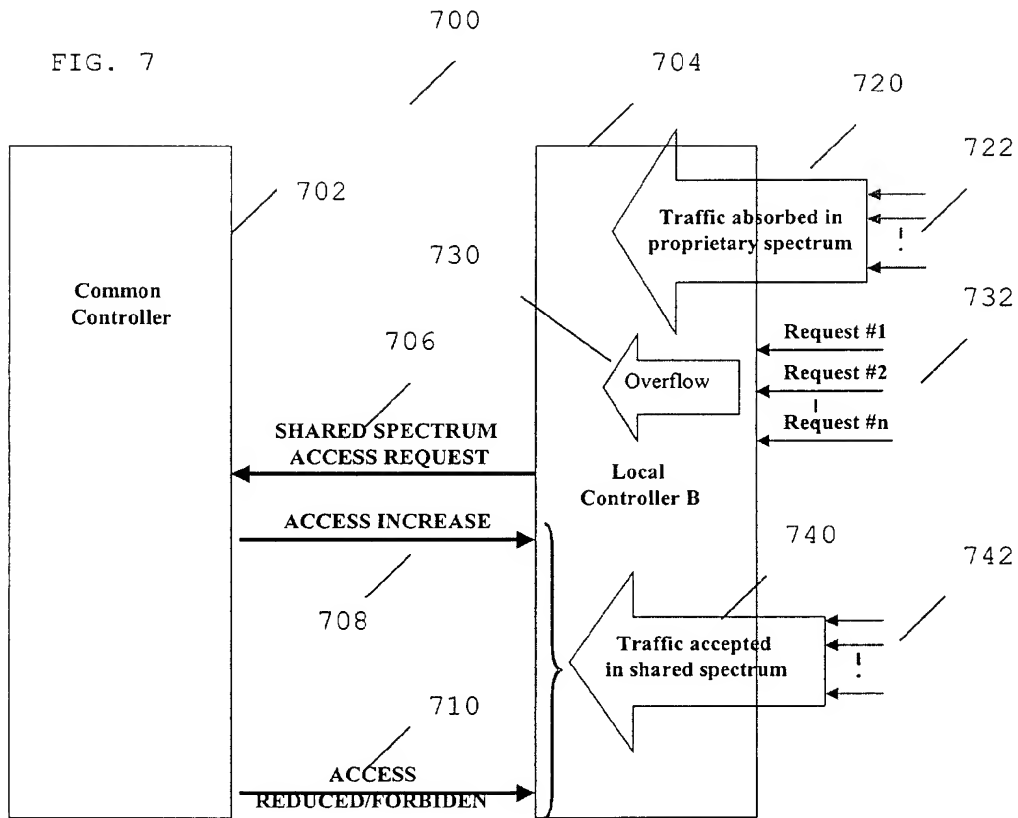 700
FIG. 7
704
720
722
702
Traffic absorbed in
proprietary spectrum
730
732
Common
Controller
Request #1
706
Overflow
Request #2
Request #n
SHARED SPECTRUM
ACCESS REQUEST
Local
Controller B
ACCESS INCREASE
740
742
708
Traffic accepted
in shared spectrum
710
ACCESS
REDUCED/FORBIDEN